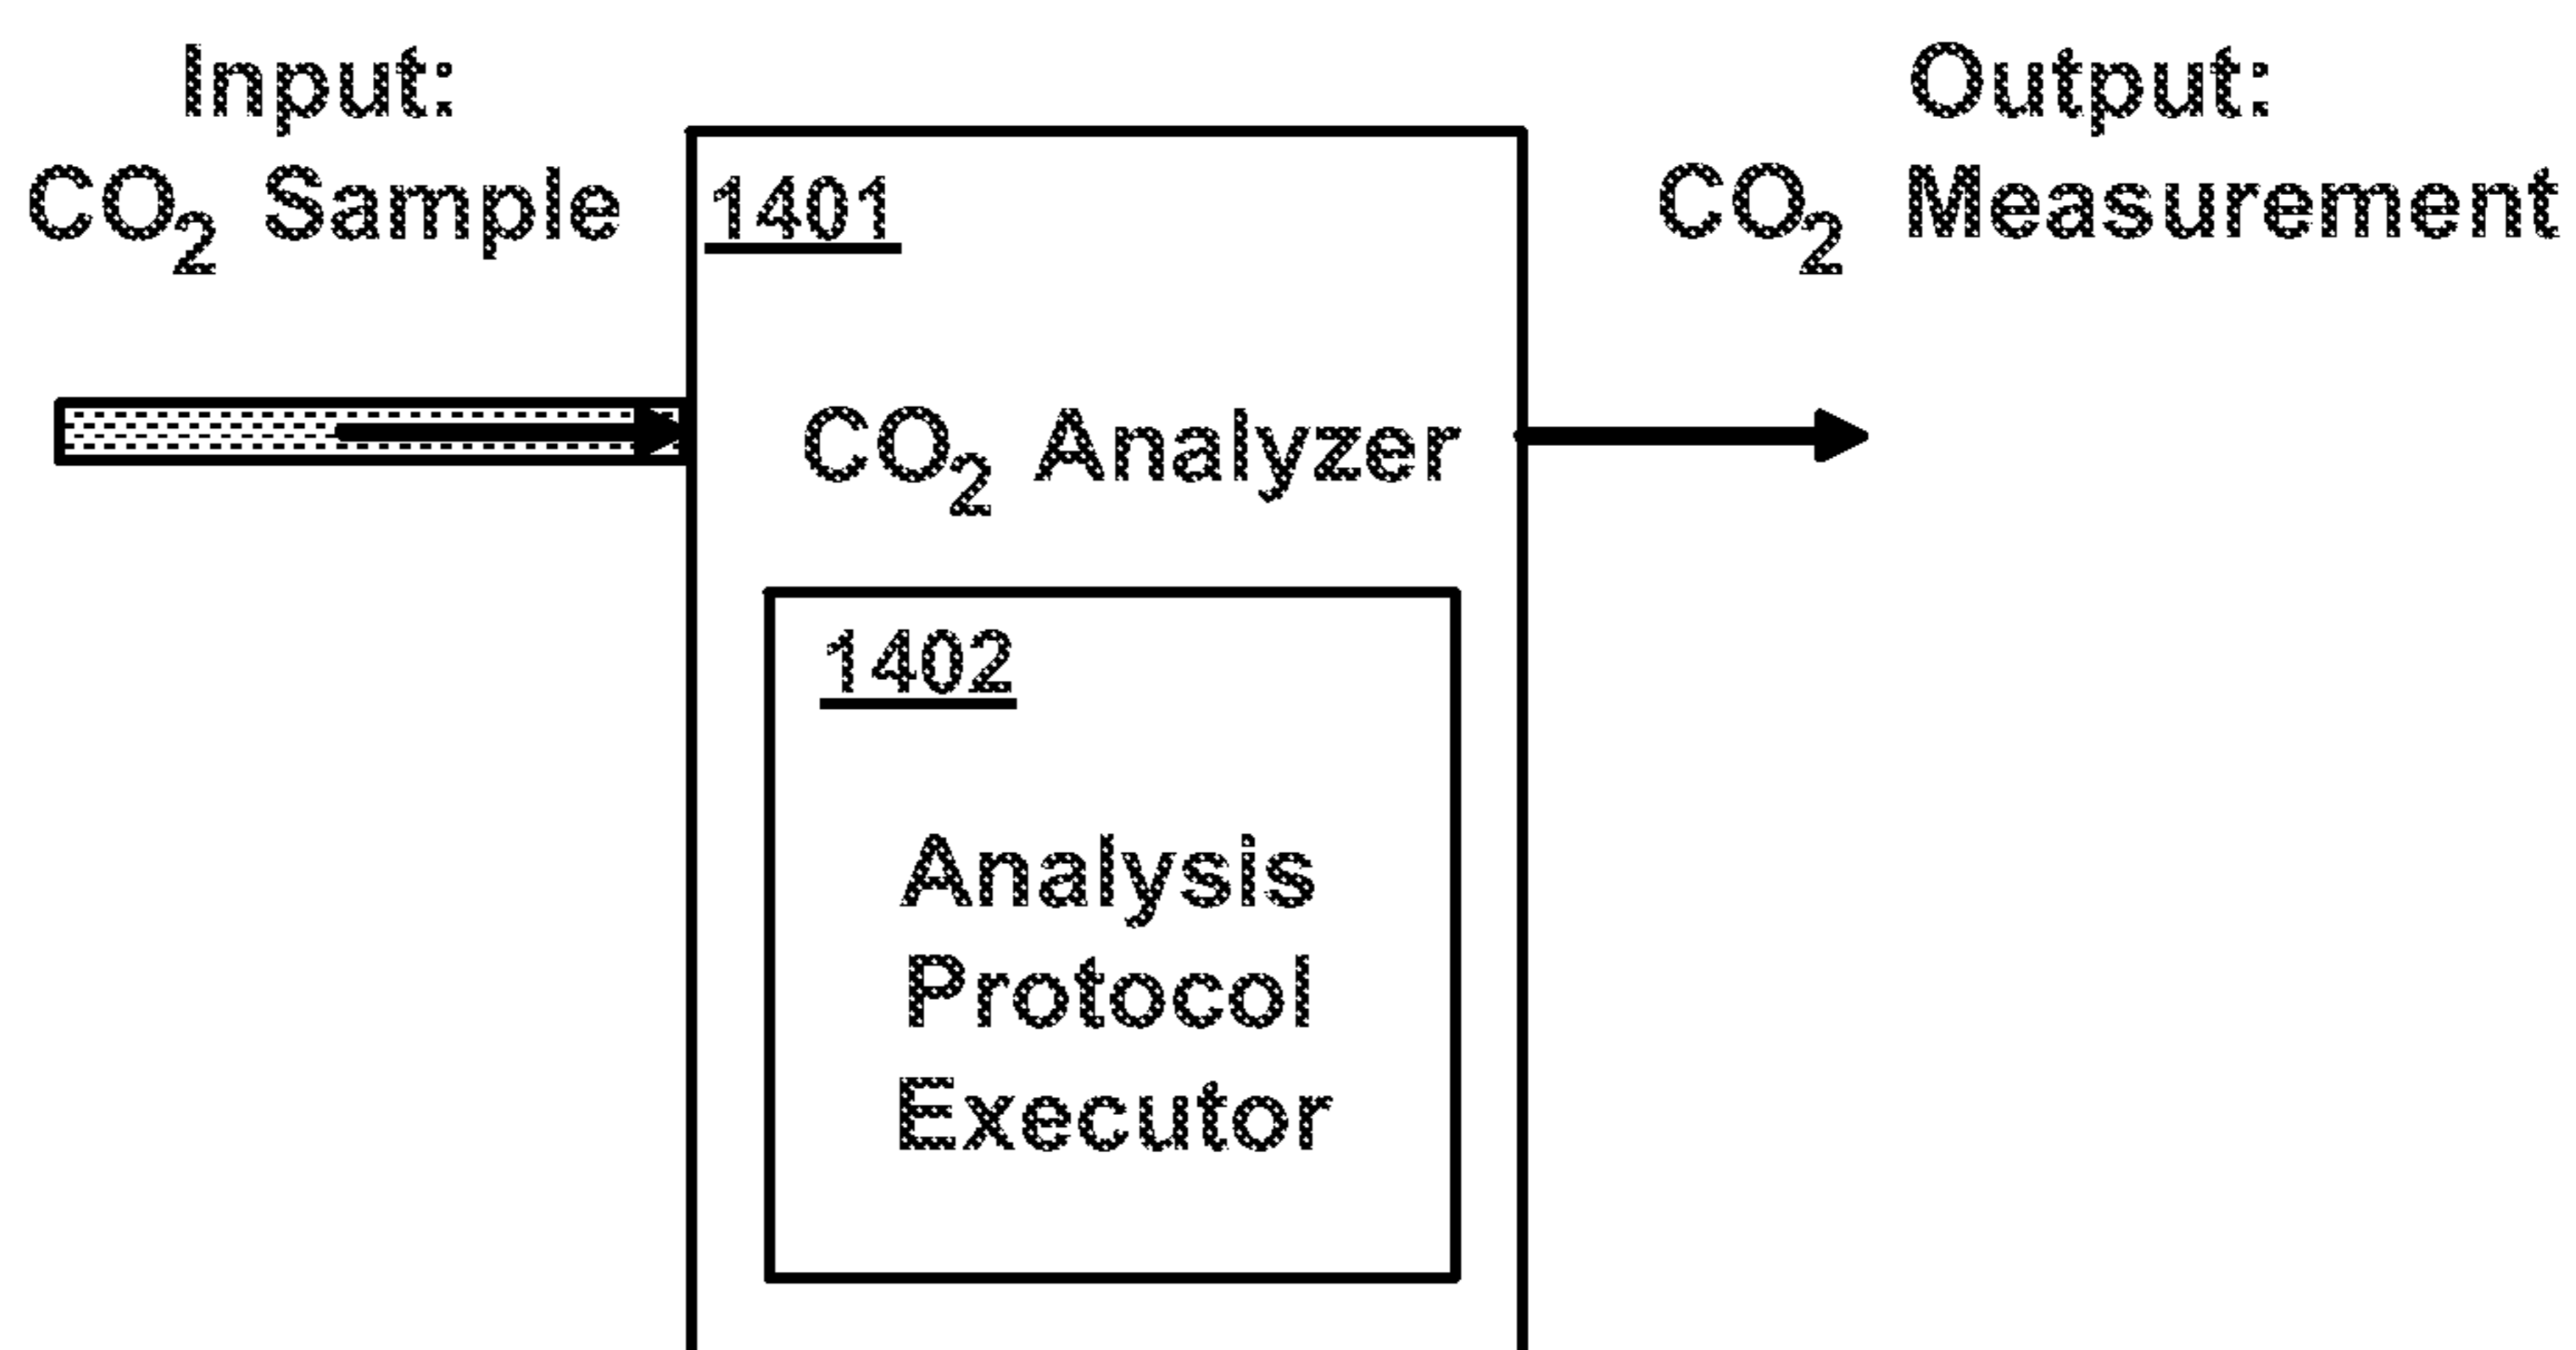 Input:
CO₂ Sample
1401
Output:
CO₂ Measurement
CO₂ Analyzer
1402
Analysis
Protocol
Executor